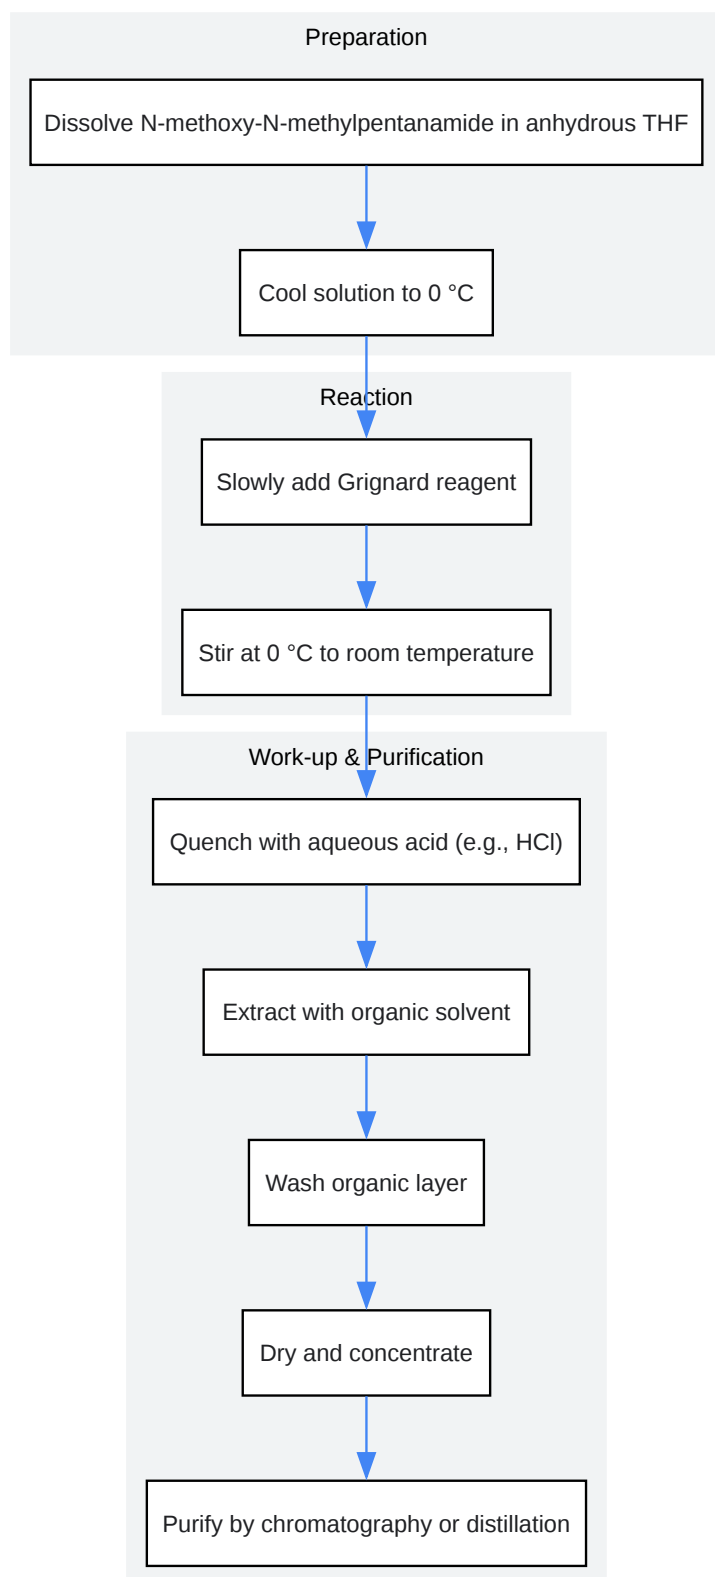 Preparation
Dissolve N-methoxy-N-methylpentanamide in anhydrous THF
Cool solution to 0 °C
Reaction
Slowly add Grignard reagent
Stir at 0 °C to room temperature
Work-up & Purification
Quench with aqueous acid (e.g., HCl)
Extract with organic solvent
Wash organic layer
Dry and concentrate
Purify by chromatography or distillation